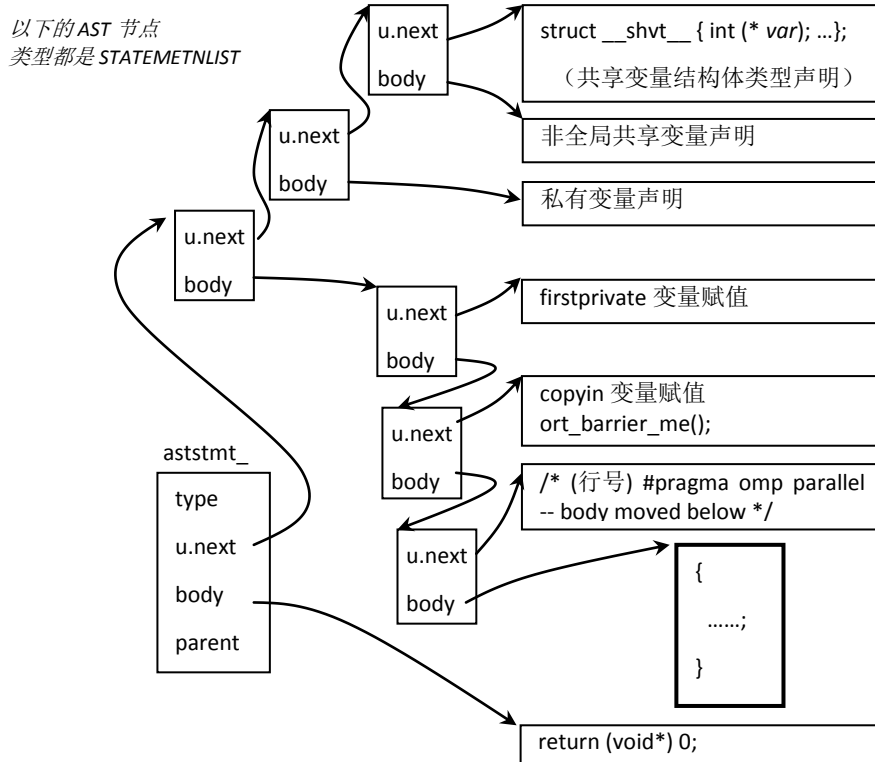 以下的 AST 节点
类型都是 STATEMETNLIST
u.next
body
struct __shvt__ { int (* var); …};
（共享变量结构体类型声明）
非全局共享变量声明
u.next
body
私有变量声明
u.next
body
u.next
body
firstprivate 变量赋值
u.next
body
copyin 变量赋值
ort_barrier_me();
aststmt_
type
u.next
body
parent
u.next
body
/* (行号) #pragma omp parallel
-- body moved below */
{
……;
}
return (void*) 0;